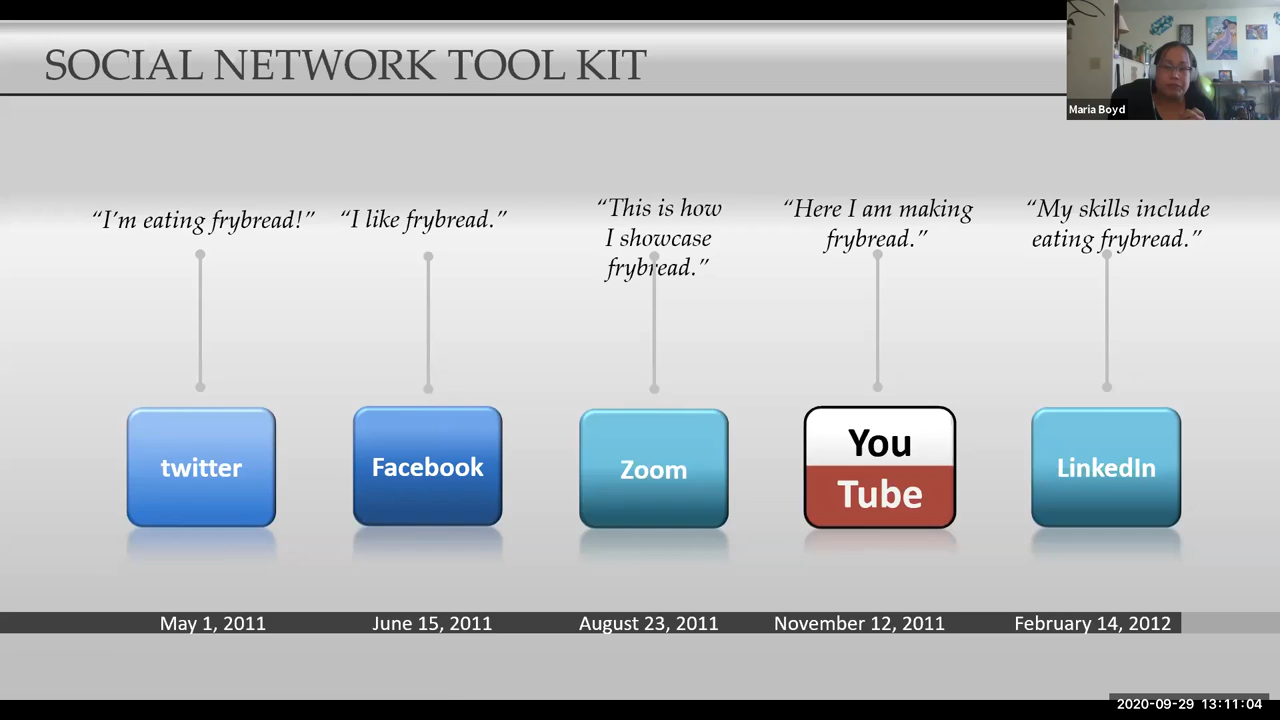 SOCIAL NETWORK TOOL KIT
Maria Boyd
“I’m eating frybread!”
“I like frybread.”
“This is how
I showcase
frybread.”
“Here I am making
frybread.”
“My skills include
eating frybread.”
twitter
Facebook
Zoom
You
Tube
LinkedIn
May 1, 2011
June 15, 2011
August 23, 2011
November 12, 2011
February 14, 2012
2020-09-29 13:11:04